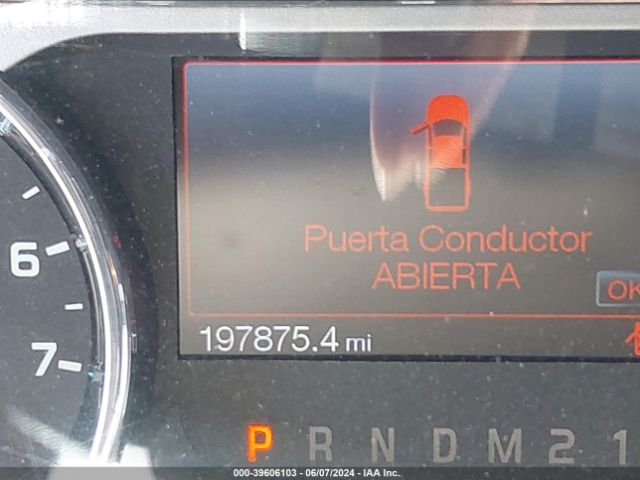 Puerta Conductor
ABIERTA
OK
197875.4 mi
6
7
P R N D M 2 1
000-39606103 - 06/07/2024 - IAA Inc.